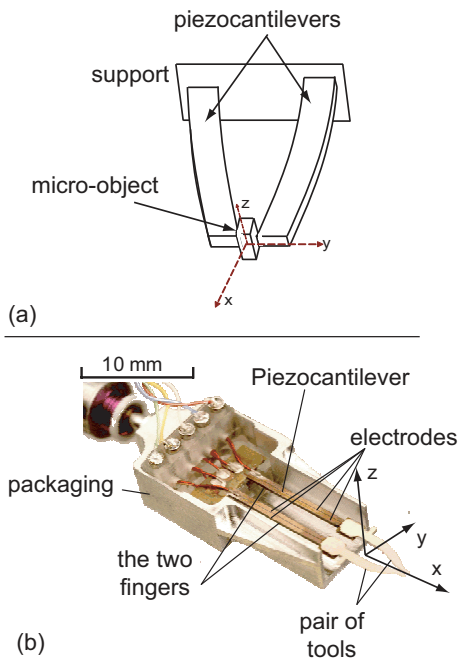 piezocantilevers
support
micro-object
z
y
x
(a)
10 mm
Piezocantilever
electrodes
packaging
z
y
x
the two
fingers
pair of
tools
(b)